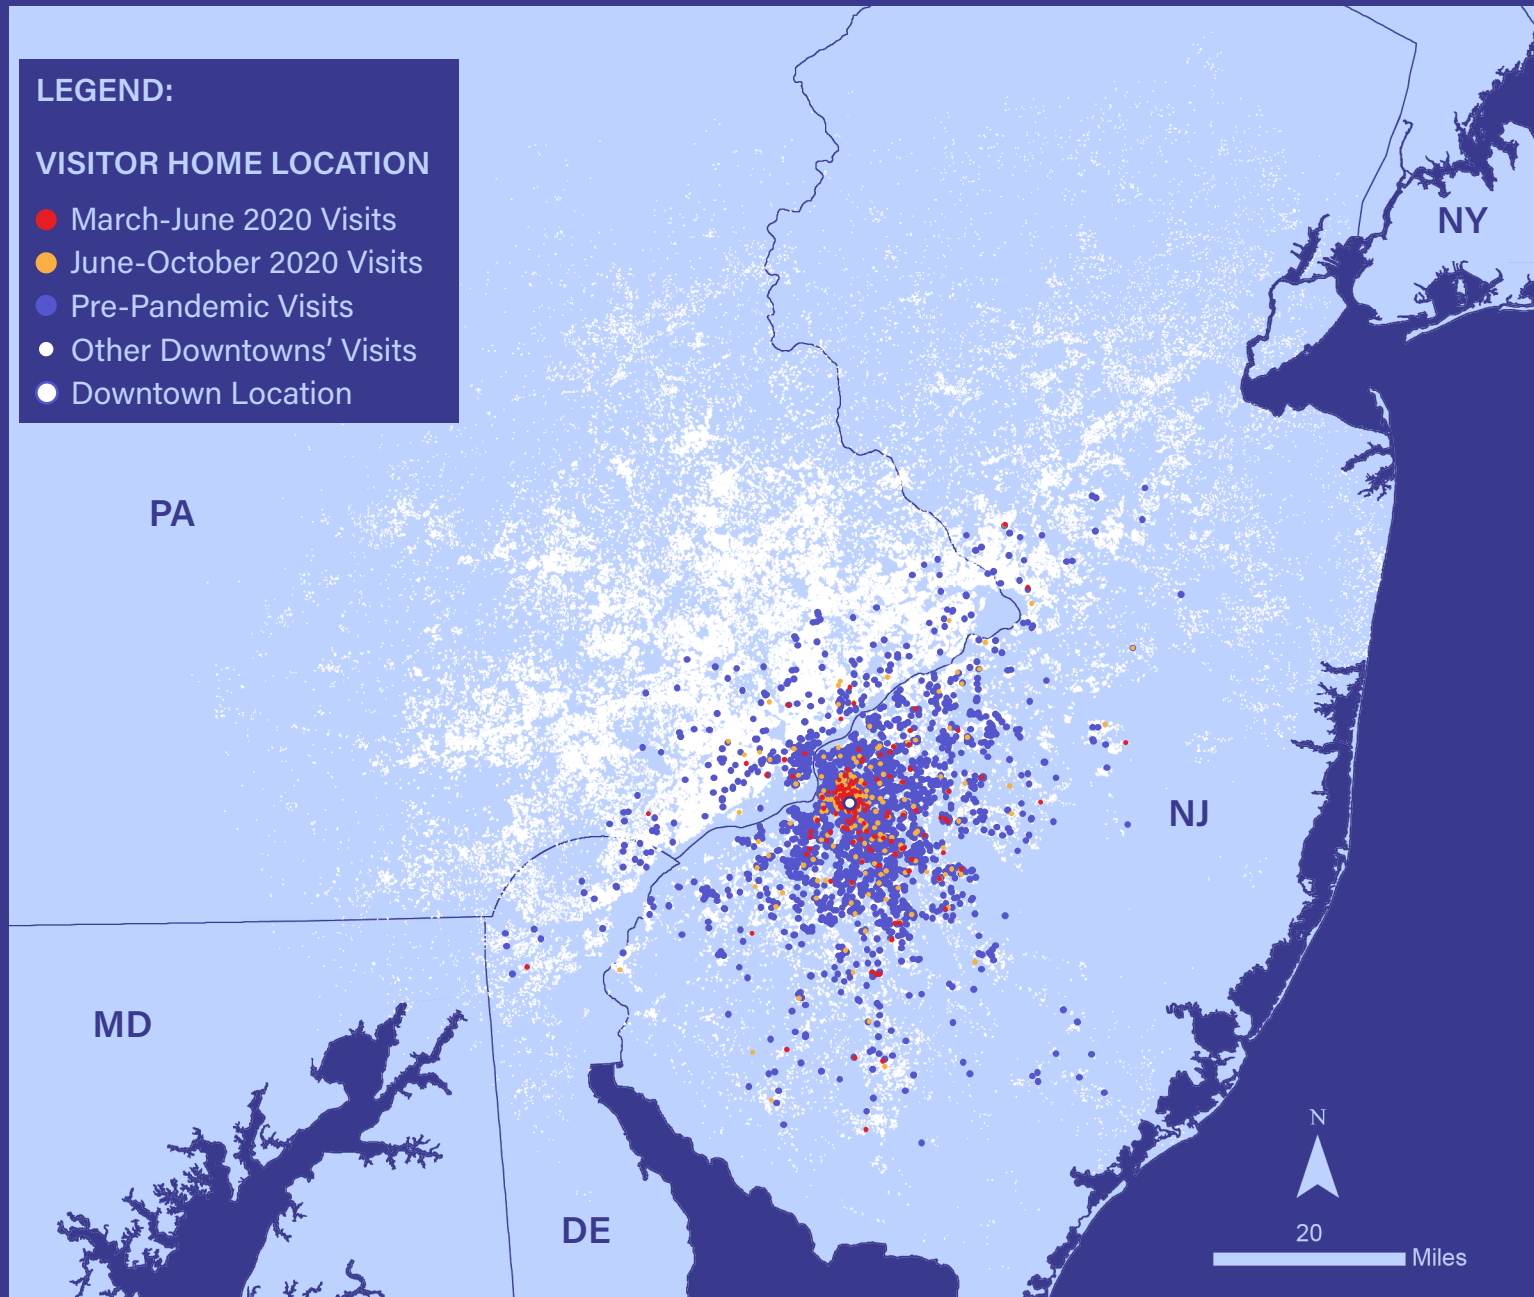 LEGEND:
VISITOR HOME LOCATION
March-June 2020 Visits
June-October 2020 Visits
Pre-Pandemic Visits
Other Downtowns’ Visits
Downtown Location
NY
PA
NJ
MD
DE
N
20
Miles